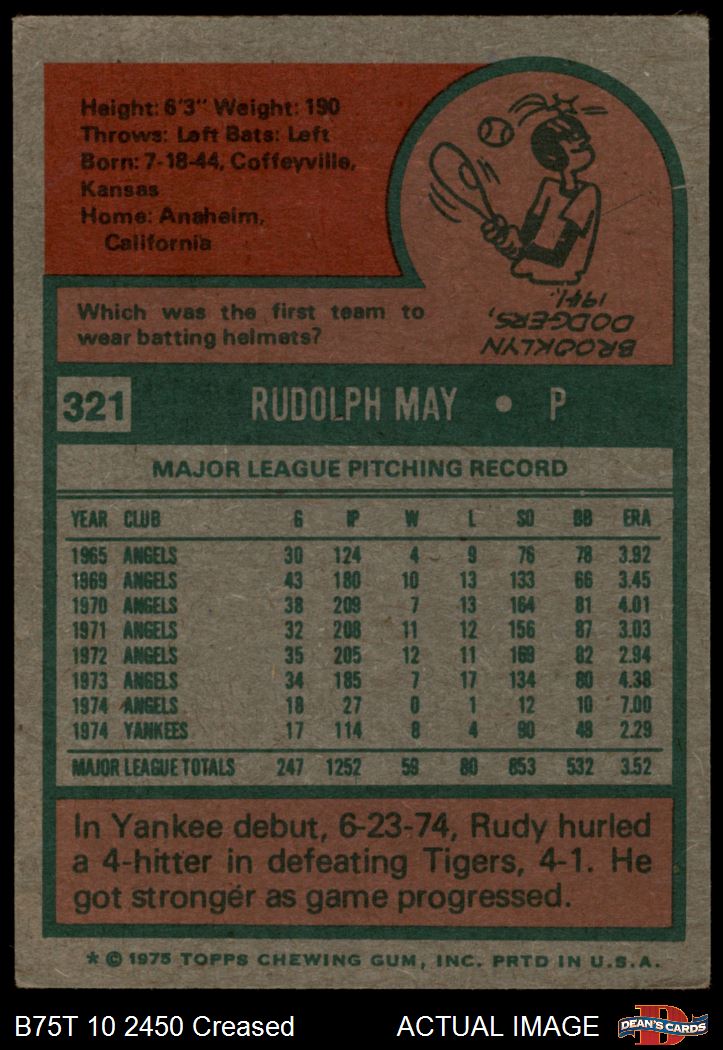 Height: 6'3" Weight: 190
Throws: Left Bats: Left
Born: 7-18-44, Coffeyville,
Kansas
Home: Anaheim,
California
Which was the first team to
wear batting helmets?
BROOKLYN
DODGERS,
1941.
321 RUDOLPH MAY • P
MAJOR LEAGUE PITCHING RECORD
YEAR CLUB G IP W L SO BB ERA
1965 ANGELS 30 124 4 9 76 78 3.92
1969 ANGELS 43 180 10 13 133 66 3.45
1970 ANGELS 38 209 7 13 164 81 4.01
1971 ANGELS 32 208 11 12 156 87 3.03
1972 ANGELS 35 205 12 11 169 82 2.94
1973 ANGELS 34 185 7 17 134 80 4.38
1974 ANGELS 18 27 0 1 12 10 7.00
1974 YANKEES 17 114 8 4 90 48 2.29
MAJOR LEAGUE TOTALS 247 1252 59 80 853 532 3.52
In Yankee debut, 6-23-74, Rudy hurled
a 4-hitter in defeating Tigers, 4-1. He
got stronger as game progressed.
* © 1975 TOPPS CHEWING GUM, INC. PRTD IN U.S.A.
B75T 10 2450 Creased ACTUAL IMAGE DEAN'S CARDS